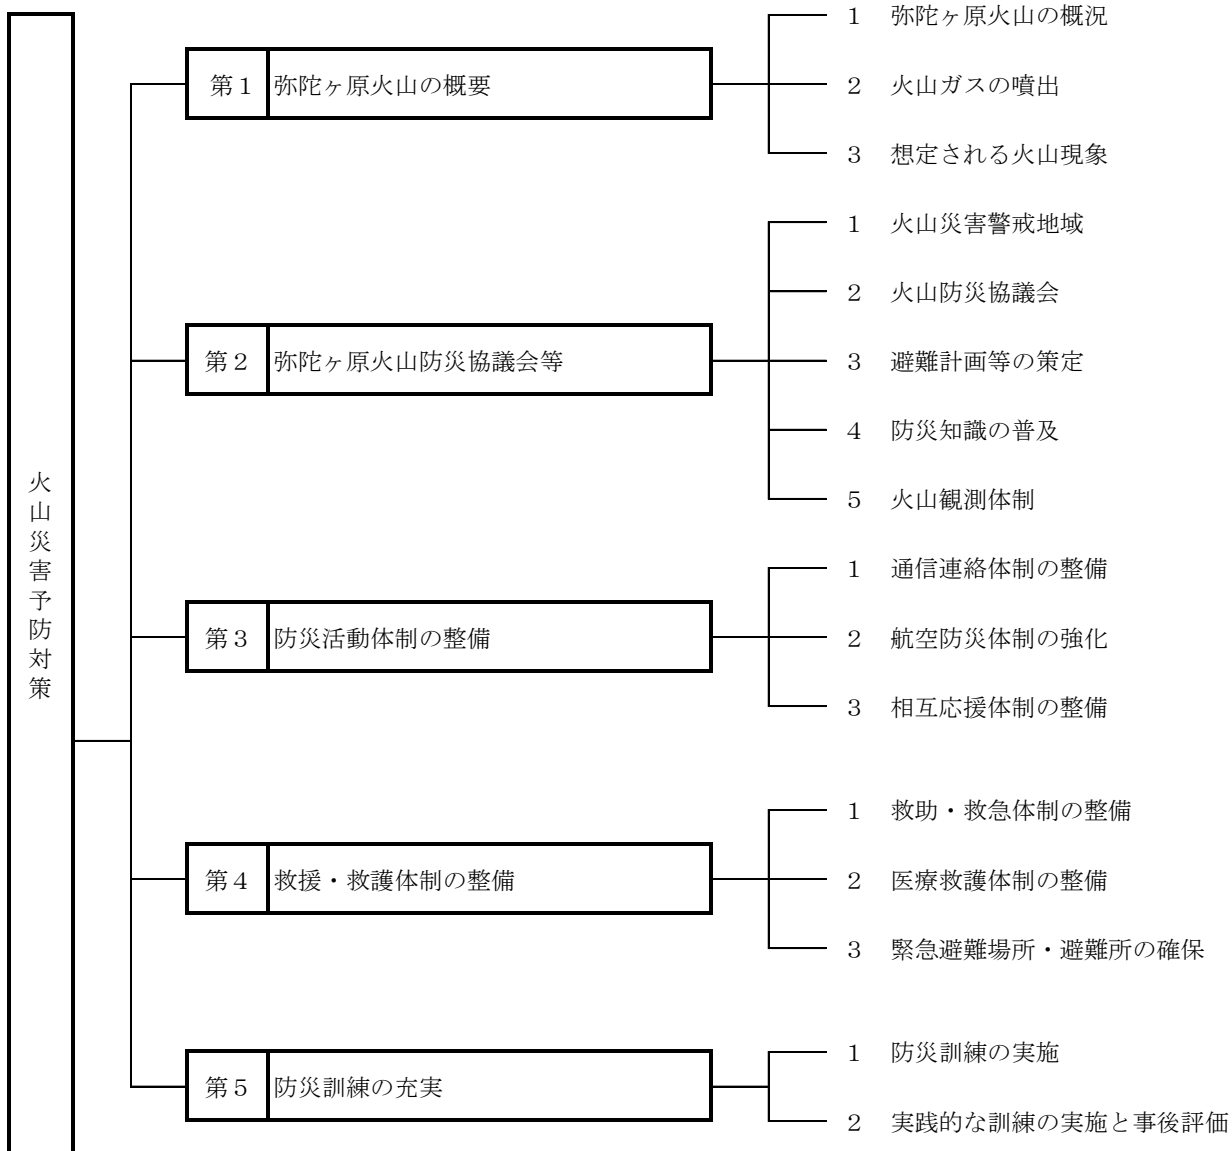 火山災害予防対策
第１ 弥陀ヶ原火山の概要
１ 弥陀ヶ原火山の概況
２ 火山ガスの噴出
３ 想定される火山現象
第２ 弥陀ヶ原火山防災協議会等
１ 火山災害警戒地域
２ 火山防災協議会
３ 避難計画等の策定
４ 防災知識の普及
５ 火山観測体制
第３ 防災活動体制の整備
１ 通信連絡体制の整備
２ 航空防災体制の強化
３ 相互応援体制の整備
第４ 救援・救護体制の整備
１ 救助・救急体制の整備
２ 医療救護体制の整備
３ 緊急避難場所・避難所の確保
第５ 防災訓練の充実
１ 防災訓練の実施
２ 実践的な訓練の実施と事後評価